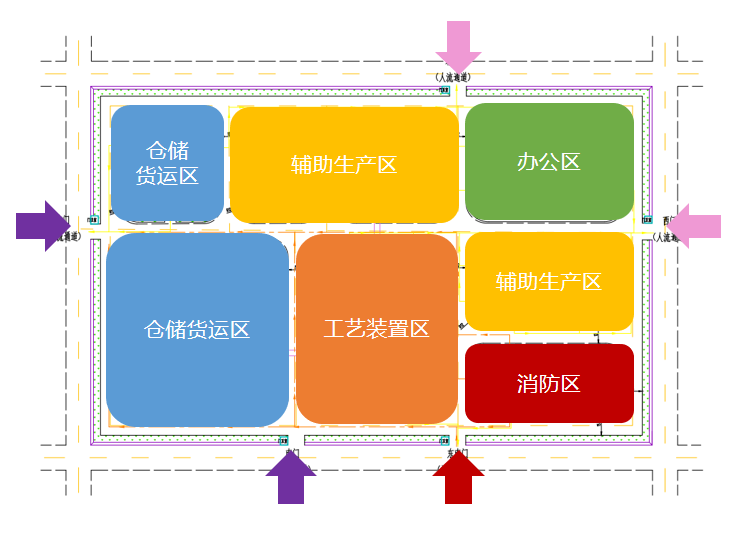 (人流通道)
仓储
货运区
辅助生产区
办公区
流通道)
(人流
辅助生产区
仓储货运区
工艺装置区
消防区